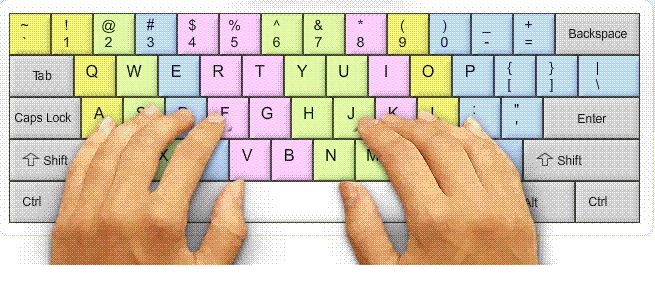 ~ ! @ # $ % ^ & * ( ) _ +
` 1 2 3 4 5 6 7 8 9 0 - = Backspace
Tab Q W E R T Y U I O P { } |
[ ] \
Caps Lock A S D F G H J K L : " Enter
'
⇧ Shift X V B N M ⇧ Shift
Ctrl Alt Ctrl